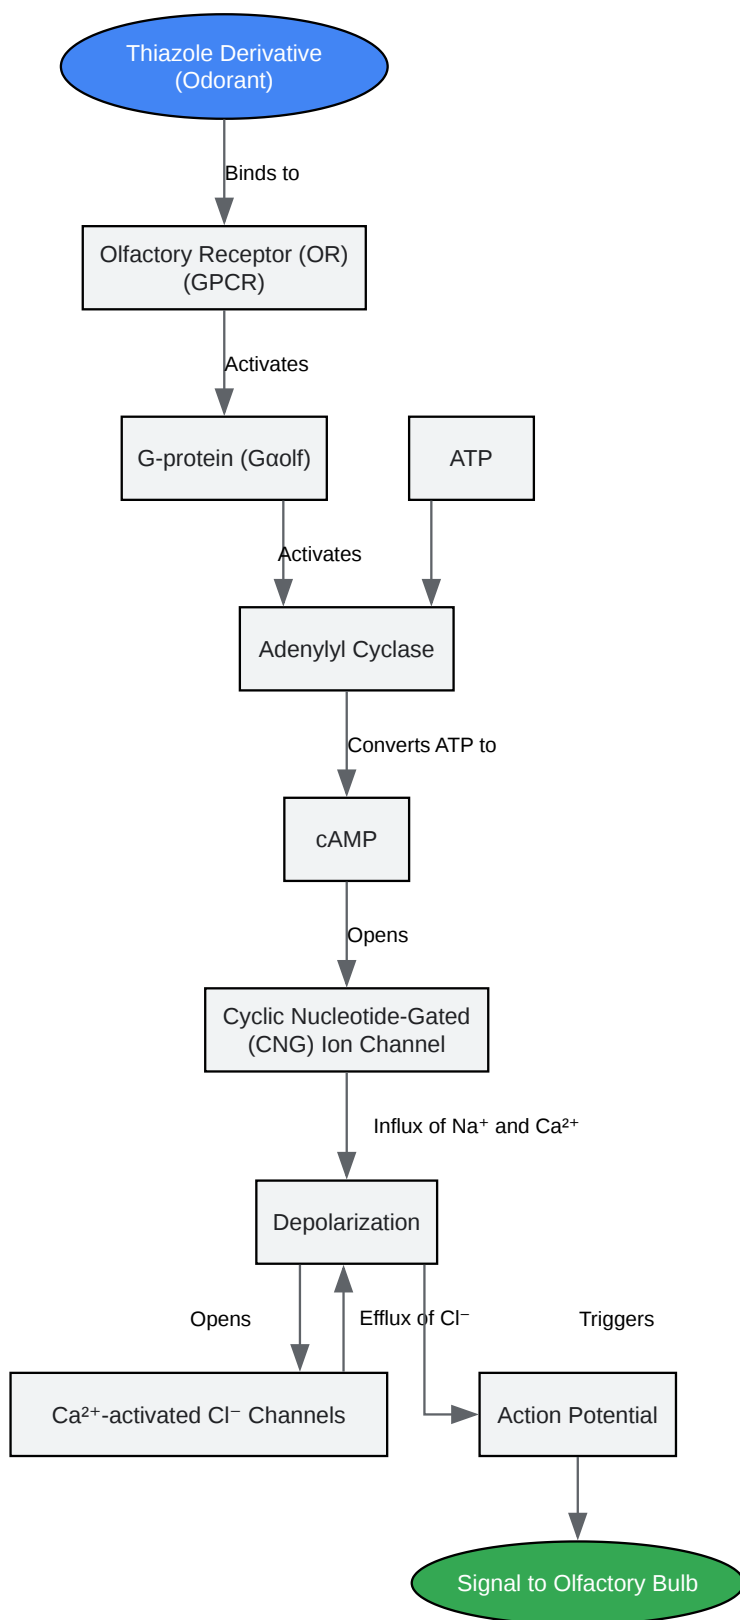 Thiazole Derivative
(Odorant)
Binds to
Olfactory Receptor (OR)
(GPCR)
Activates
G-protein (Gαolf)
ATP
Activates
Adenylyl Cyclase
Converts ATP to
cAMP
Opens
Cyclic Nucleotide-Gated
(CNG) Ion Channel
Influx of Na⁺ and Ca²⁺
Depolarization
Opens
Efflux of Cl⁻
Triggers
Ca²⁺-activated Cl⁻ Channels
Action Potential
Signal to Olfactory Bulb